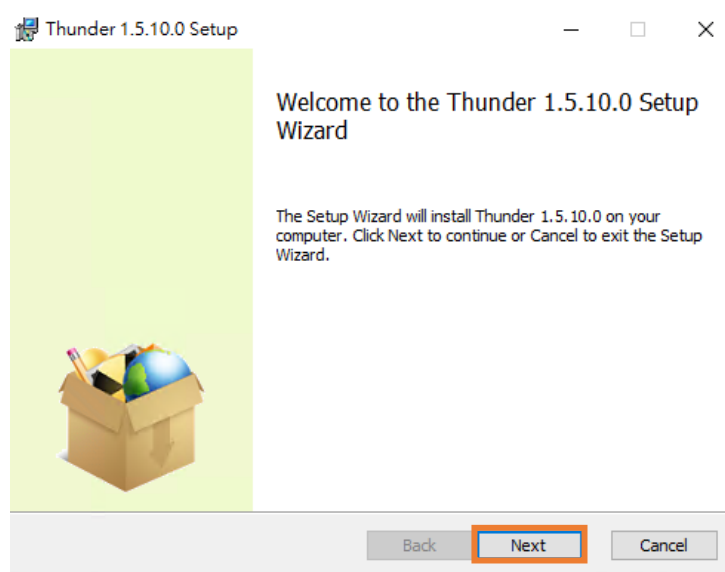 Thunder 1.5.10.0 Setup
Welcome to the Thunder 1.5.10.0 Setup
Wizard
The Setup Wizard will install Thunder 1.5.10.0 on your
computer. Click Next to continue or Cancel to exit the Setup
Wizard.
Back Next Cancel